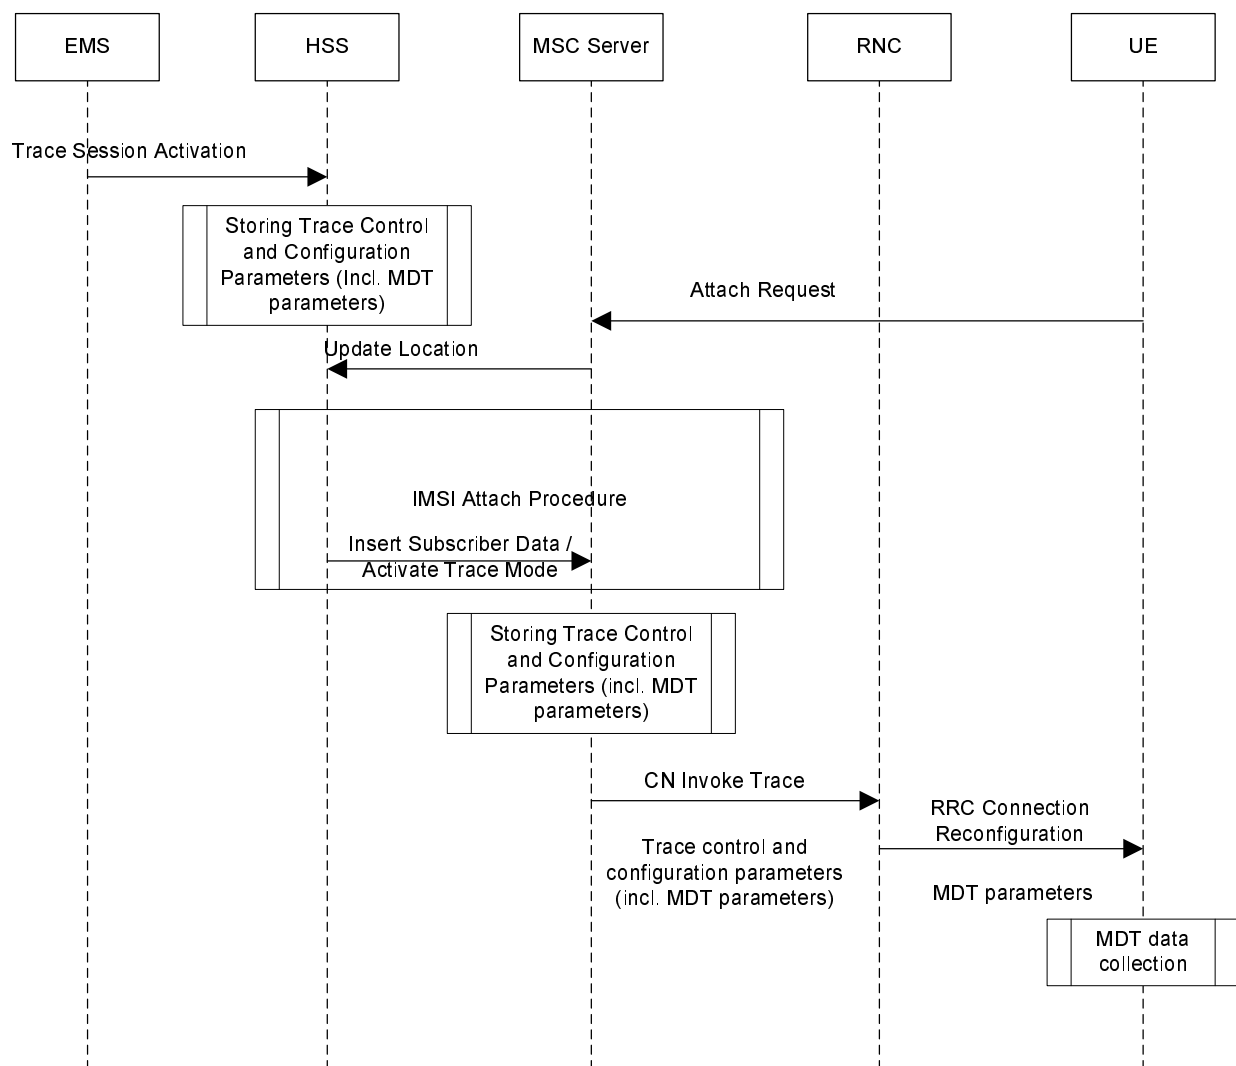 EMS
HSS
MSC Server
RNC
UE
Trace Session Activation
Storing Trace Control
and Configuration
Parameters (Incl. MDT
parameters)
Attach Request
Update Location
IMSI Attach Procedure
Insert Subscriber Data /
Activate Trace Mode
Storing Trace Control
and Configuration
Parameters (incl. MDT
parameters)
CN Invoke Trace
RRC Connection
Reconfiguration
Trace control and
configuration parameters
(incl. MDT parameters)
MDT parameters
MDT data
collection